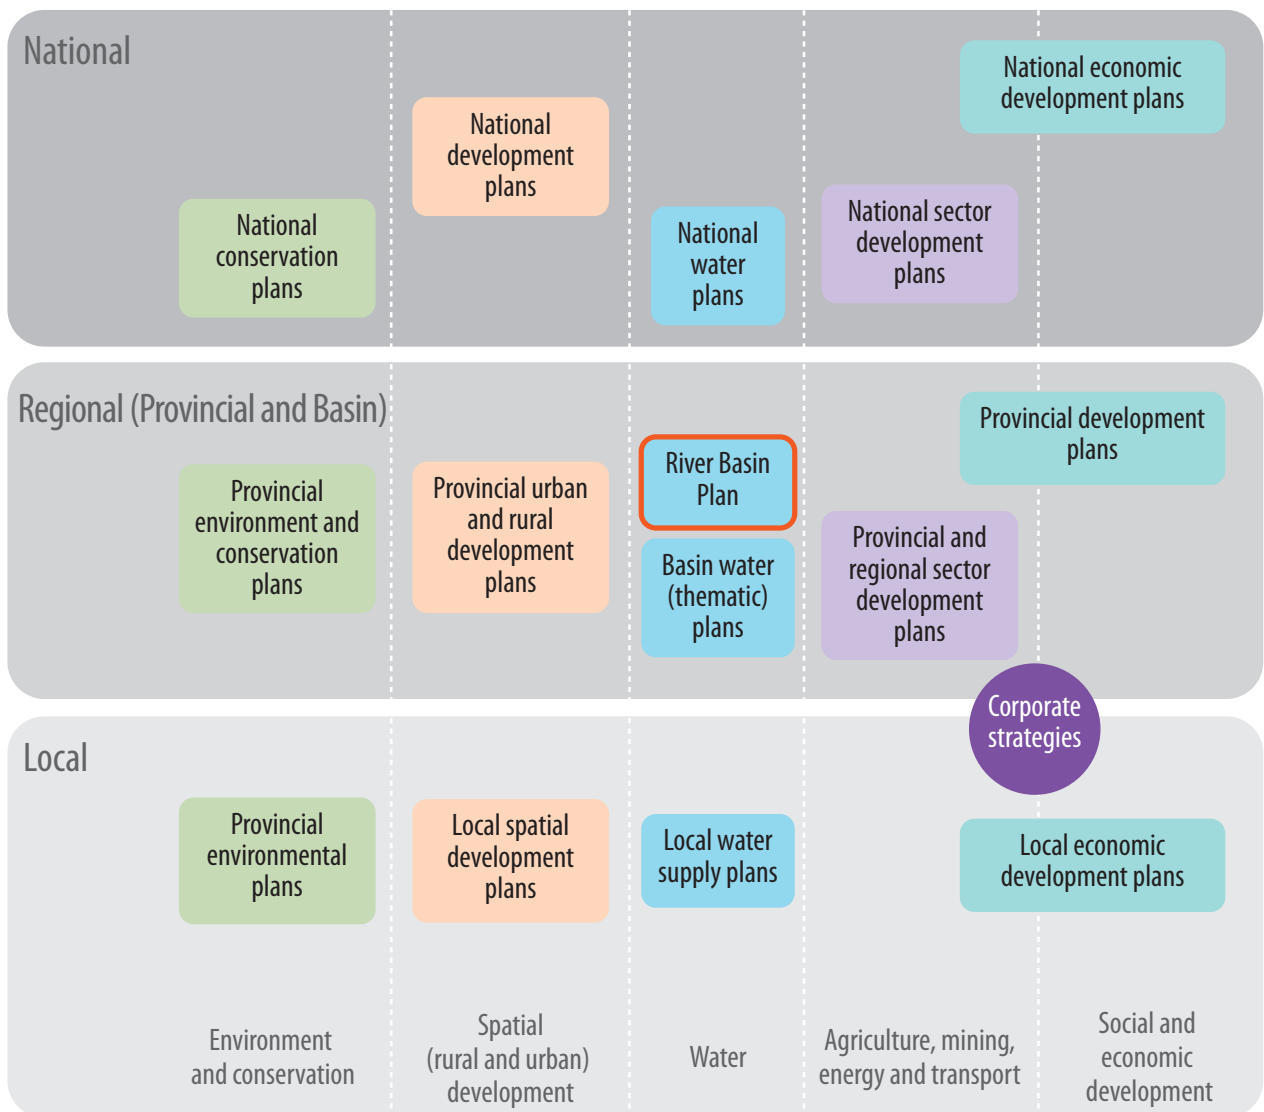 National
National economic
development plans
National
development
plans
National
conservation
plans
National
water
plans
National sector
development
plans
Regional (Provincial and Basin)
Provincial development
plans
River Basin
Plan
Provincial
environment and
conservation
plans
Provincial urban
and rural
development
plans
Basin water
(thematic)
plans
Provincial and
regional sector
development
plans
Corporate
strategies
Local
Provincial
environmental
plans
Local spatial
development
plans
Local water
supply plans
Local economic
development plans
Environment
and conservation
Spatial
(rural and urban)
development
Water
Agriculture, mining,
energy and transport
Social and
economic
development